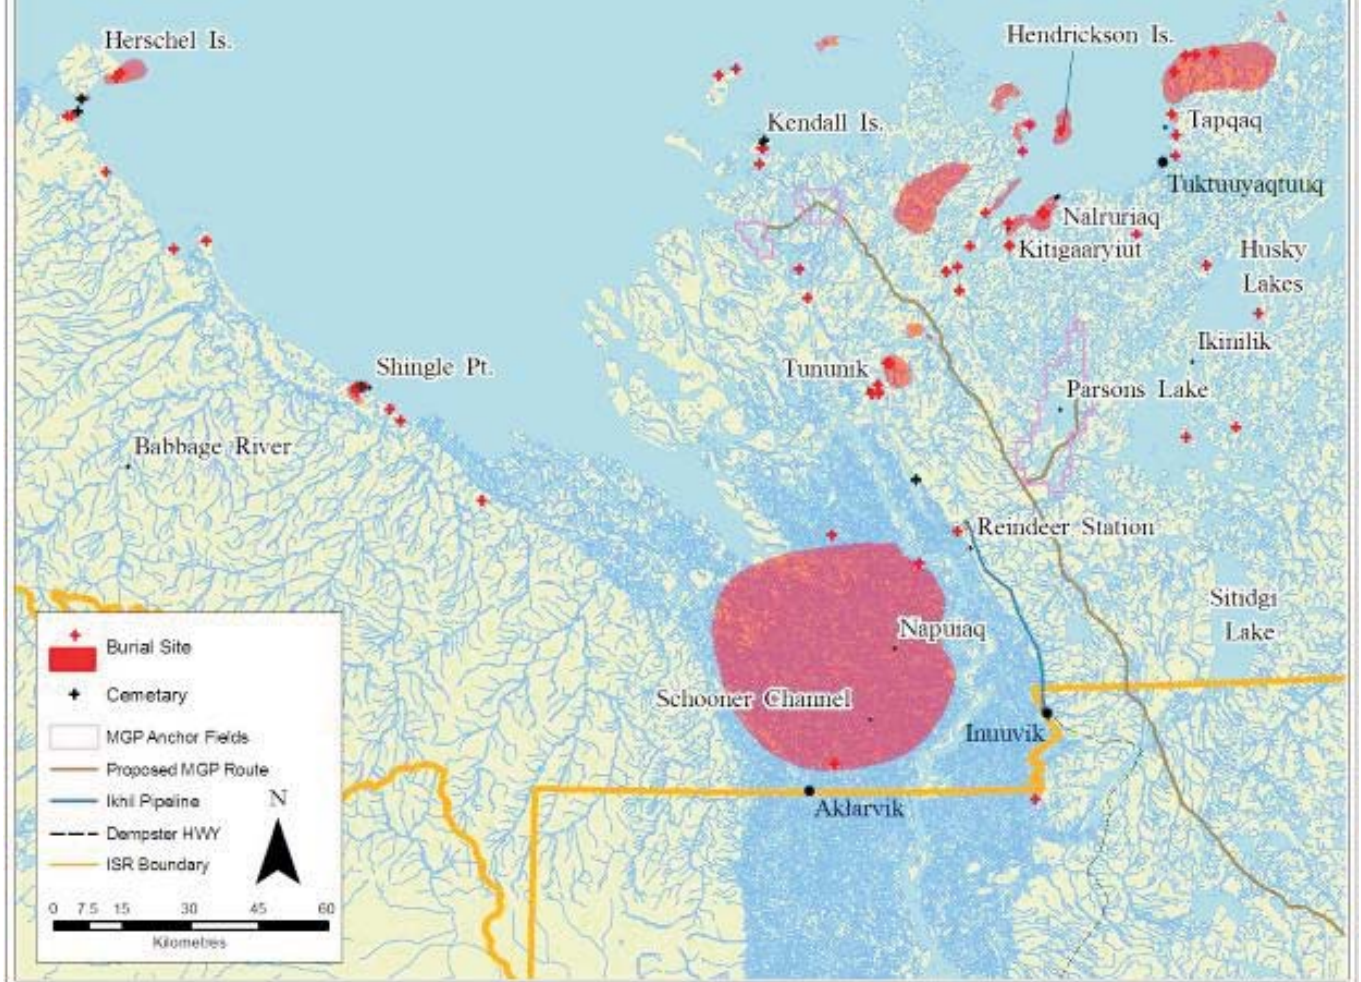 Herschel Is.
Hendrickson Is.
Kendall Is.
Tapqaq
Tuktuuyaqtuuq
Nalruriaq
Kitigaaryiut
Husky
Lakes
Ikinilik
Shingle Pt.
Tununik
Parsons Lake
Babbage River
Reindeer Station
Sitidgi
Lake
Napuiaq
Schooner Channel
Inuuvik
Akłarvik
Burial Site
Cemetary
MGP Anchor Fields
Proposed MGP Route
Ikhil Pipeline
N
Dempster HWY
ISR Boundary
0 7.5 15 30 45 60
Kilometres